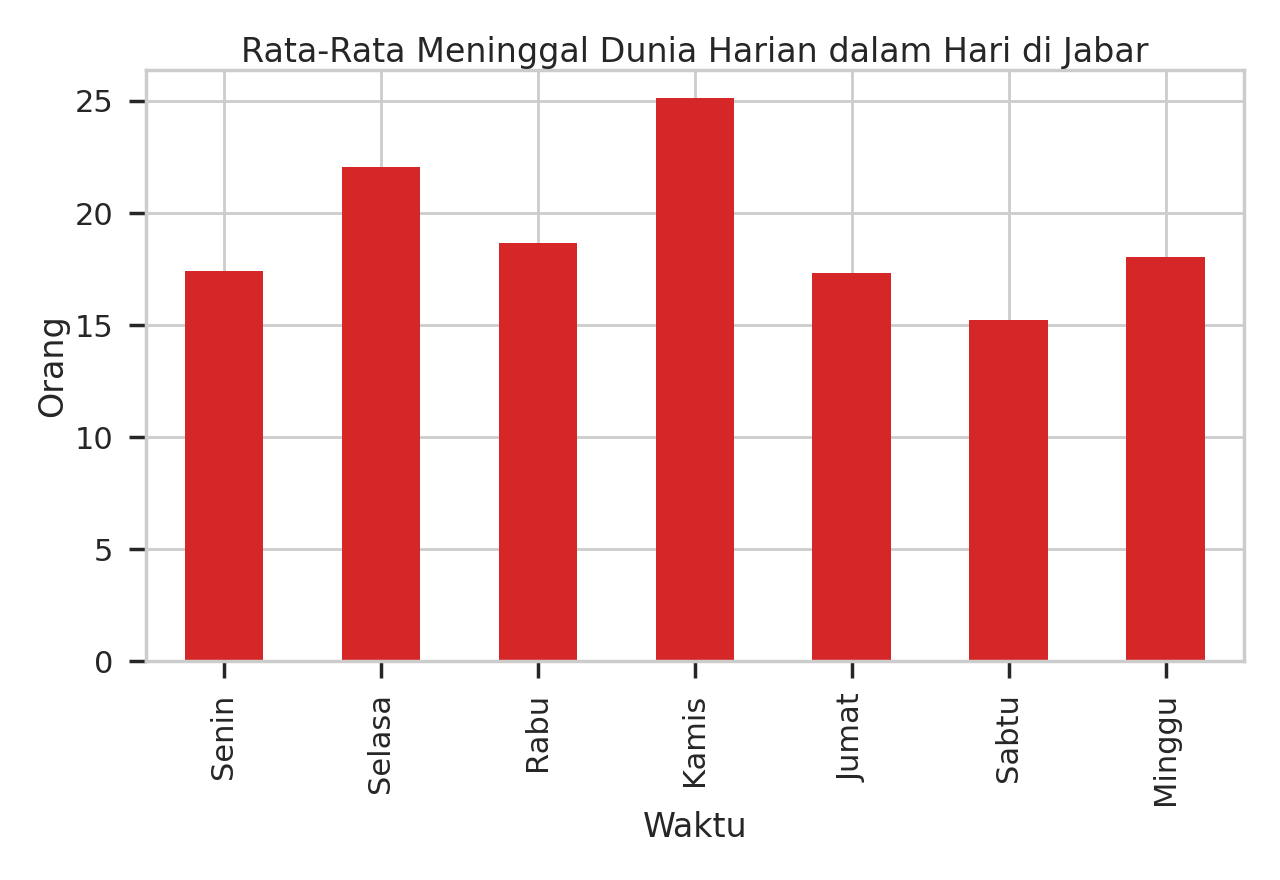 Rata-Rata Meninggal Dunia Harian dalam Hari di Jabar
Orang
25
20
15
10
5
0
Senin
Selasa
Rabu
Kamis
Jumat
Sabtu
Minggu
Waktu